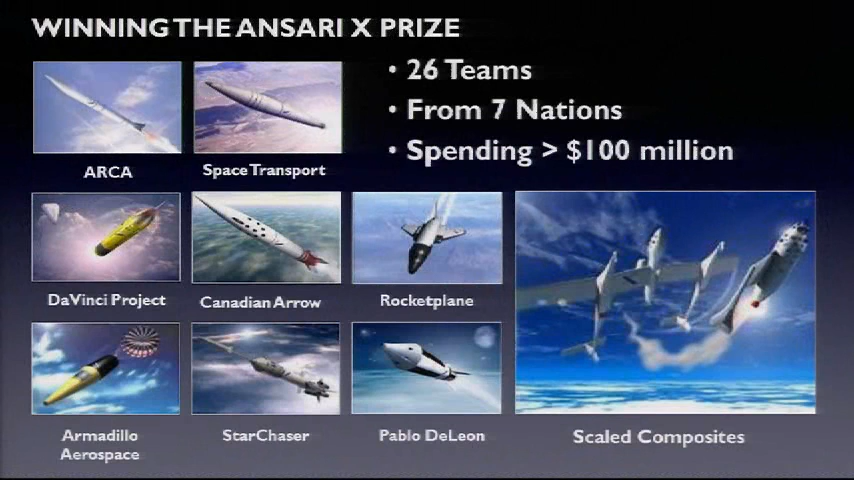 WINNING THE ANSARI X PRIZE
• 26 Teams
• From 7 Nations
• Spending > $100 million
ARCA
Space Transport
DaVinci Project
Canadian Arrow
Rocketplane
Armadillo
Aerospace
StarChaser
Pablo DeLeon
Scaled Composites